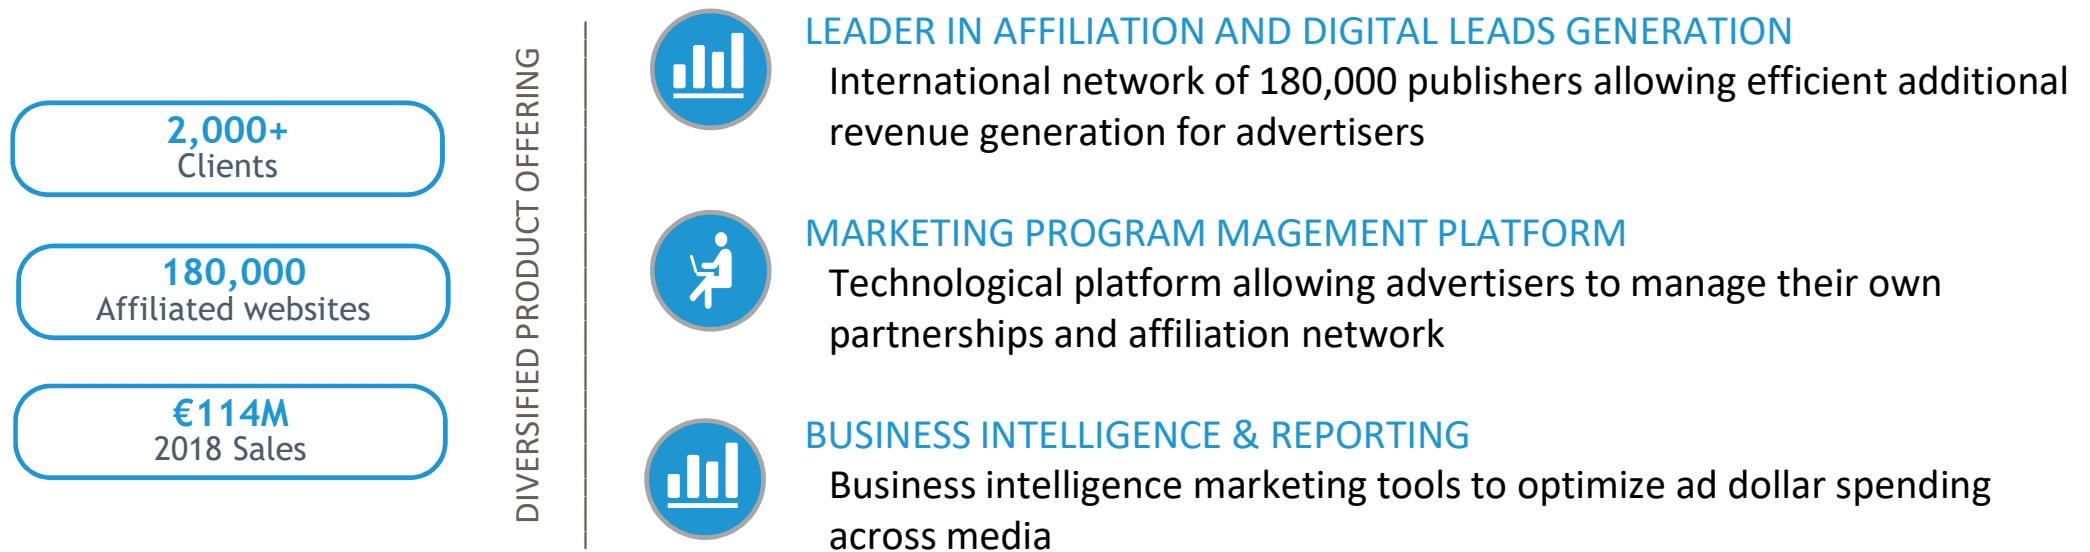 2,000+
Clients
180,000
Affiliated websites
€114M
2018 Sales
DIVERSIFIED PRODUCT OFFERING
LEADER IN AFFILIATION AND DIGITAL LEADS GENERATION
International network of 180,000 publishers allowing efficient additional
revenue generation for advertisers
MARKETING PROGRAM MAGEMENT PLATFORM
Technological platform allowing advertisers to manage their own
partnerships and affiliation network
BUSINESS INTELLIGENCE & REPORTING
Business intelligence marketing tools to optimize ad dollar spending
across media